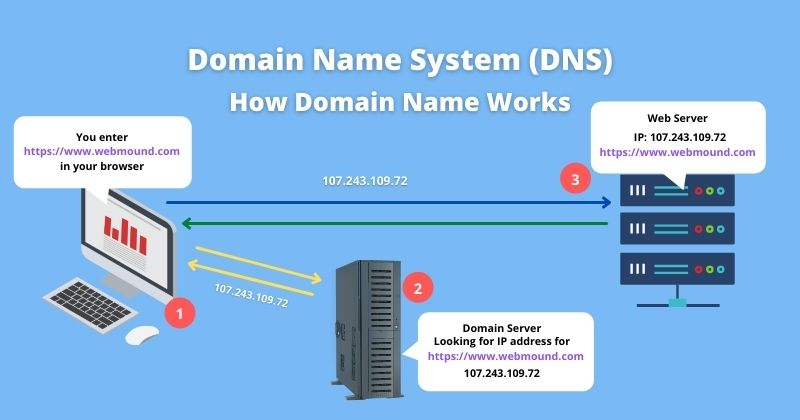 Domain Name System (DNS)
How Domain Name Works
You enter
https://www.webmound.com
in your browser
Web Server
IP: 107.243.109.72
https://www.webmound.com
107.243.109.72
3
107.243.109.72
1
2
Domain Server
Looking for IP address for
https://www.webmound.com
107.243.109.72